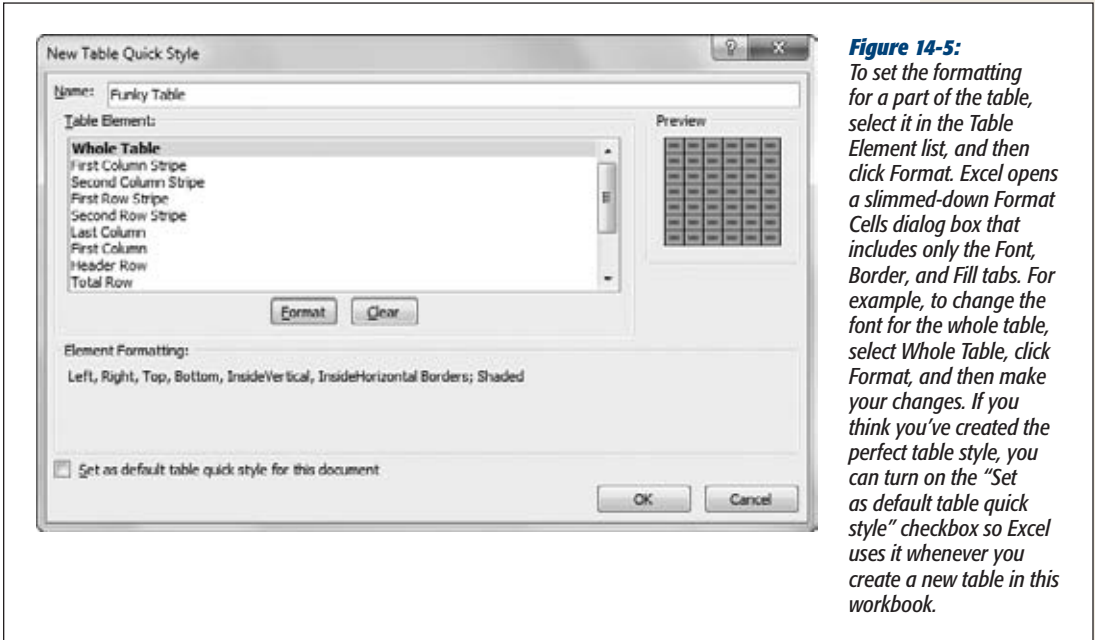 New Table Quick Style
Name: Funky Table
Table Element:
Whole Table
First Column Stripe
Second Column Stripe
First Row Stripe
Second Row Stripe
Last Column
First Column
Header Row
Total Row
Format
Clear
Preview
Element Formatting:
Left, Right, Top, Bottom, InsideVertical, InsideHorizontal Borders; Shaded
Set as default table quick style for this document
OK
Cancel
Figure 14-5:
To set the formatting
for a part of the table,
select it in the Table
Element list, and then
click Format. Excel opens
a slimmed-down Format
Cells dialog box that
includes only the Font,
Border, and Fill tabs. For
example, to change the
font for the whole table,
select Whole Table, click
Format, and then make
your changes. If you
think you’ve created the
perfect table style, you
can turn on the “Set
as default table quick
style” checkbox so Excel
uses it whenever you
create a new table in this
workbook.